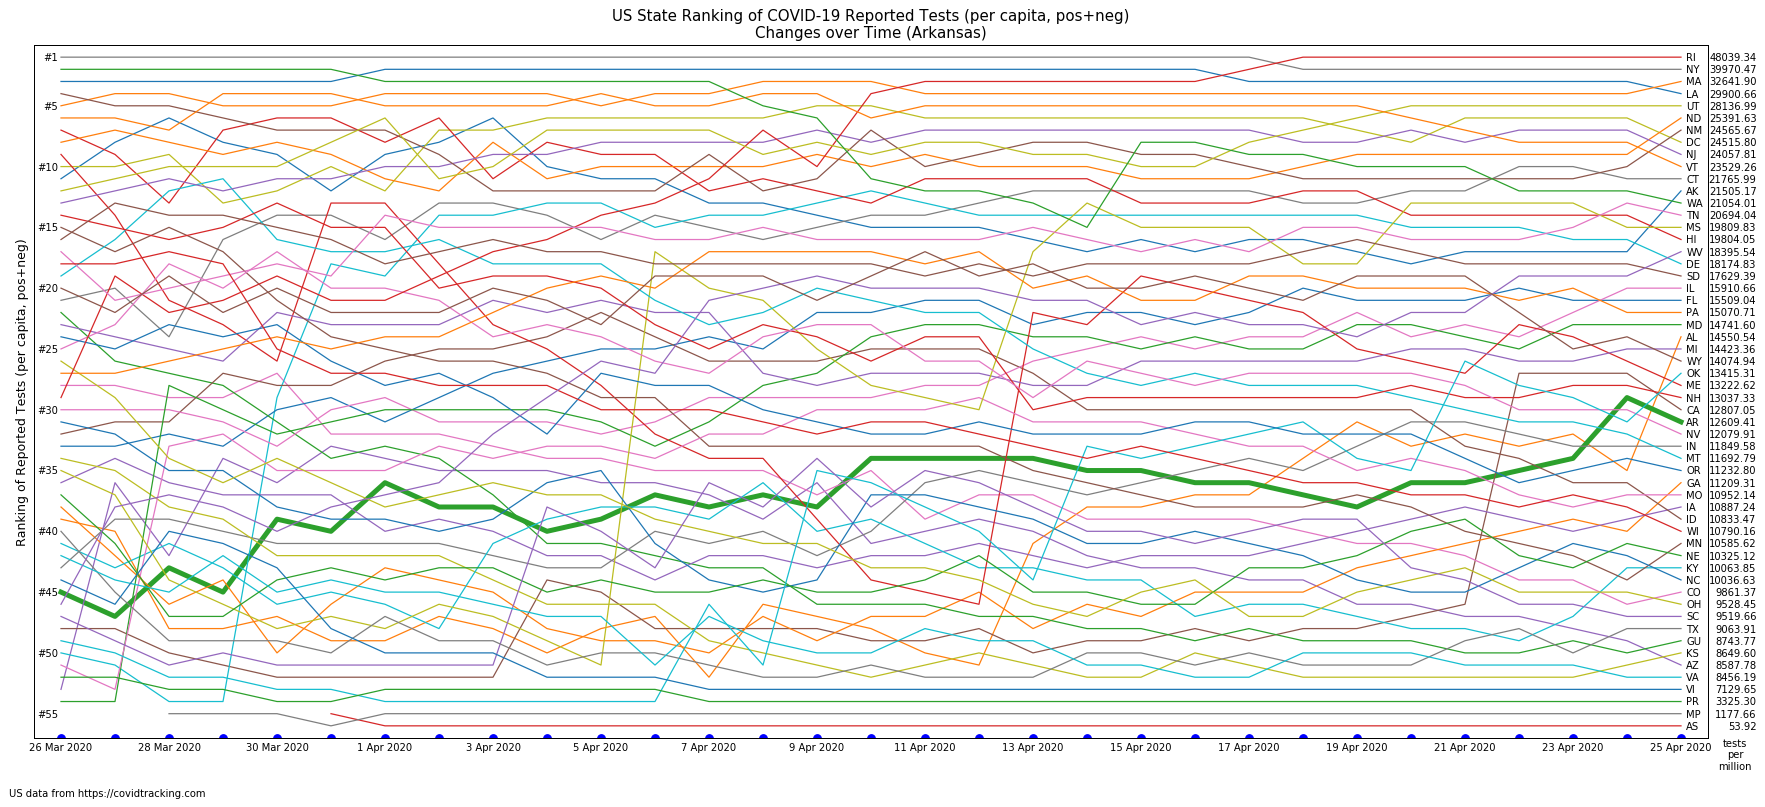 US State Ranking of COVID-19 Reported Tests (per capita, pos+neg)
Changes over Time (Arkansas)
Ranking of Reported Tests (per capita, pos+neg)
#1
#5
#10
#15
#20
#25
#30
#35
#40
#45
#50
#55
RI 48039.34
NY 39970.47
MA 32641.90
LA 29900.66
UT 28136.99
ND 25391.63
NM 24565.67
DC 24515.80
NJ 24057.81
VT 23529.26
CT 21765.99
AK 21505.17
WA 21054.01
TN 20694.04
MS 19809.83
HI 19804.05
WV 18395.54
DE 18174.83
SD 17629.39
IL 15910.66
FL 15509.04
PA 15070.71
MD 14741.60
AL 14550.54
MI 14423.36
WY 14074.94
OK 13415.31
ME 13222.62
NH 13037.33
CA 12807.05
AR 12609.41
NV 12079.91
IN 11849.58
MT 11692.79
OR 11232.80
GA 11209.31
MO 10952.14
IA 10887.24
ID 10833.47
WI 10790.16
MN 10585.62
NE 10325.12
KY 10063.85
NC 10036.63
CO 9861.37
OH 9528.45
SC 9519.66
TX 9063.91
GU 8743.77
KS 8649.60
AZ 8587.78
VA 8456.19
VI 7129.65
PR 3325.30
MP 1177.66
AS 53.92
26 Mar 2020 28 Mar 2020 30 Mar 2020 1 Apr 2020 3 Apr 2020 5 Apr 2020 7 Apr 2020 9 Apr 2020 11 Apr 2020 13 Apr 2020 15 Apr 2020 17 Apr 2020 19 Apr 2020 21 Apr 2020 23 Apr 2020 25 Apr 2020
tests
per
million
US data from https://covidtracking.com